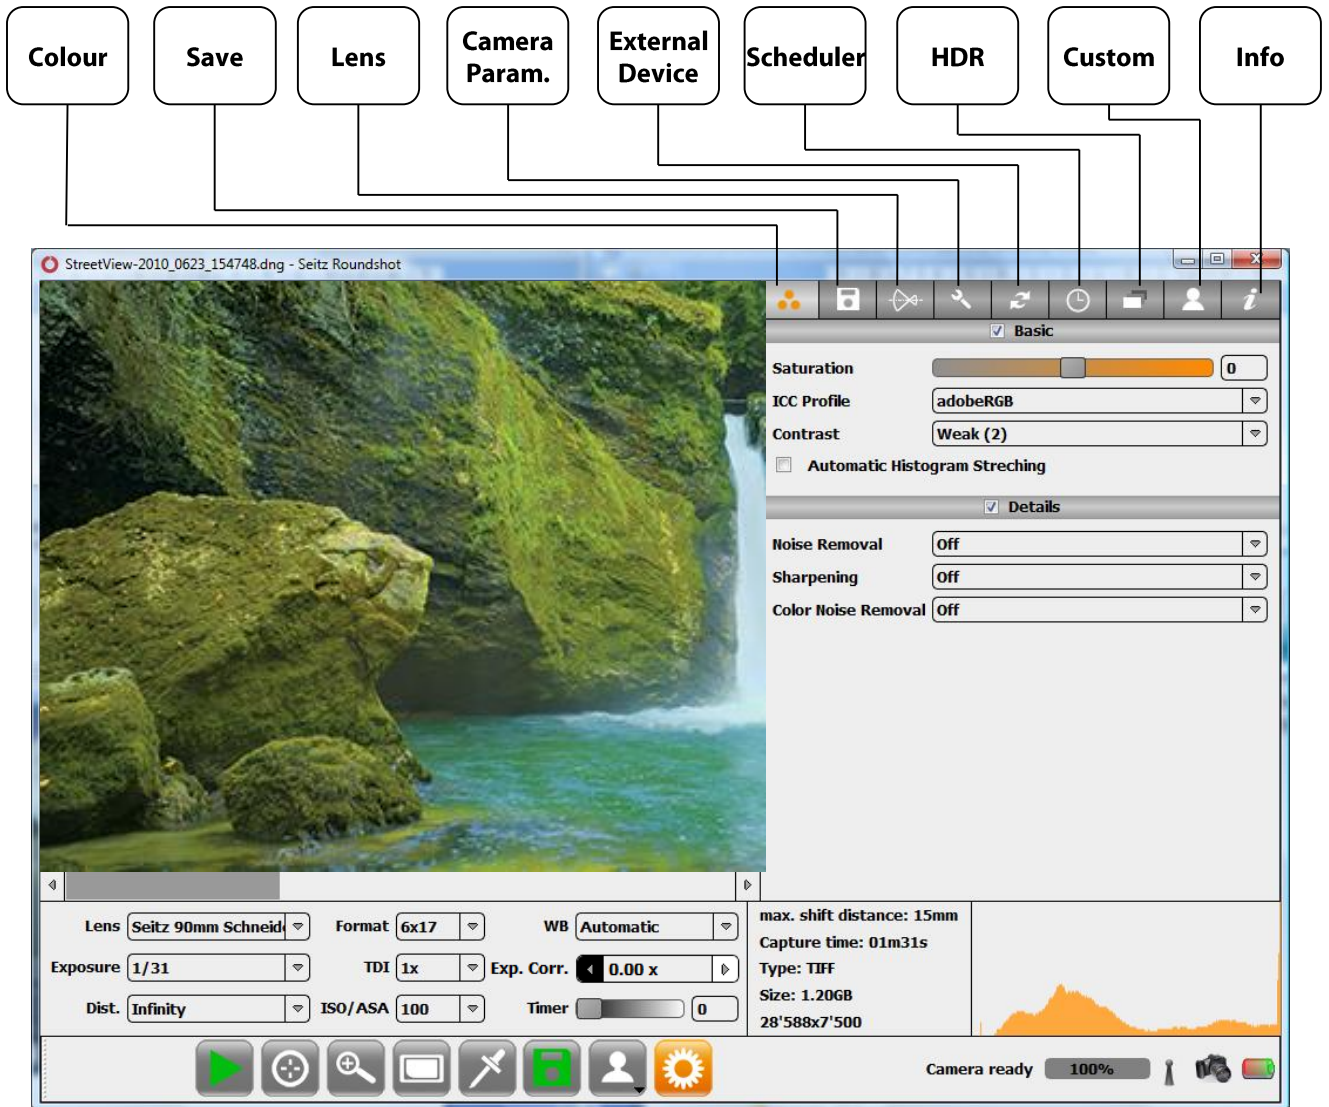 Colour
Save
Lens
Camera
Param.
External
Device
Scheduler
HDR
Custom
Info
StreetView-2010_0623_154748.dng - Seitz Roundshot
Basic
Saturation 0
ICC Profile adobeRGB
Contrast Weak (2)
Automatic Histogram Streching
Details
Noise Removal Off
Sharpening Off
Color Noise Removal Off
Lens Seitz 90mm Schneid Format 6x17 WB Automatic
Exposure 1/31 TDI 1x Exp. Corr. 0.00 x
Dist. Infinity ISO/ASA 100 Timer 0
max. shift distance: 15mm
Capture time: 01m31s
Type: TIFF
Size: 1.20GB
28'588x7'500
Camera ready 100%